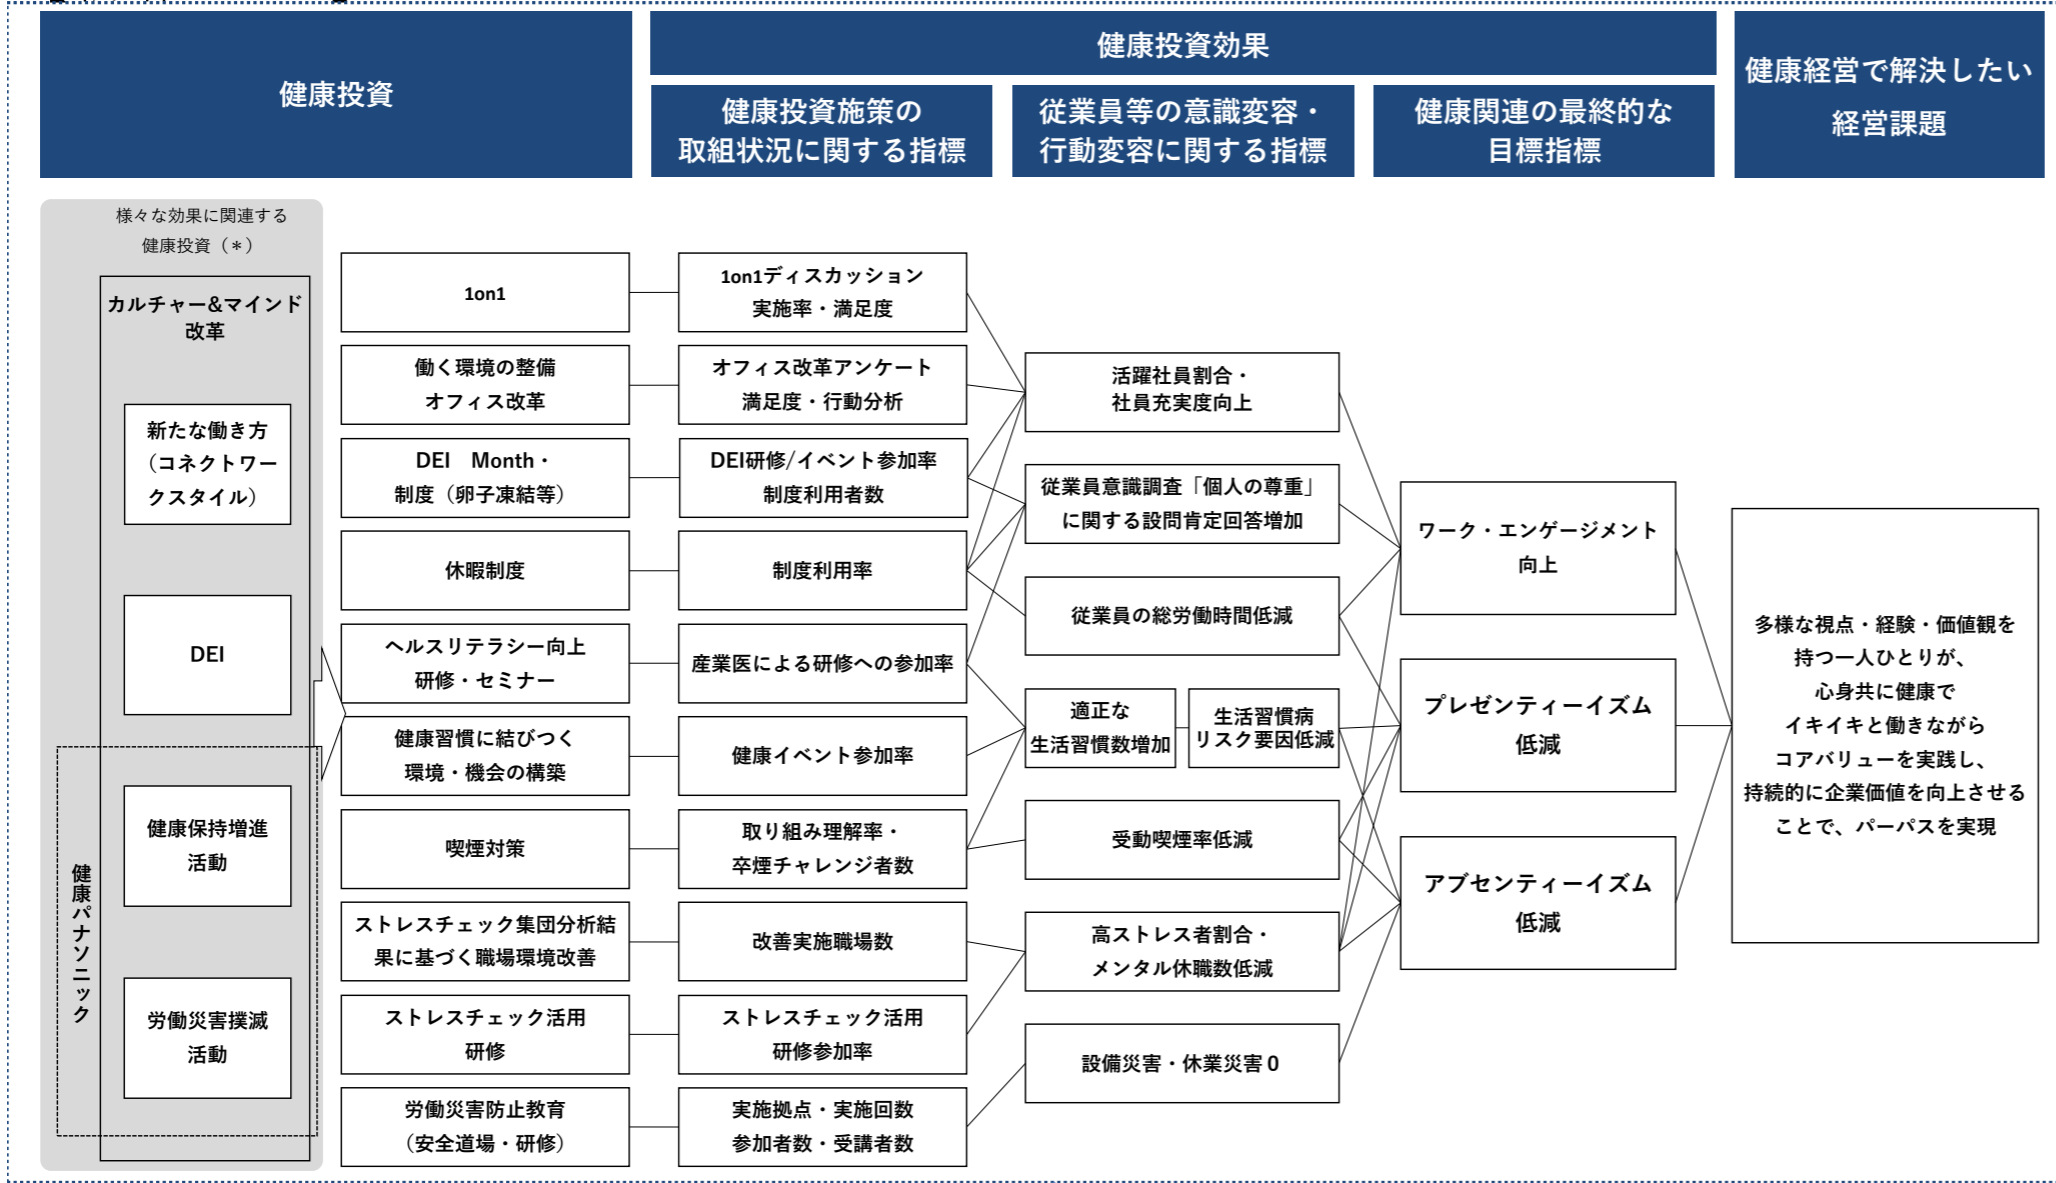 健康投資
健康投資効果
健康投資施策の
取組状況に関する指標
従業員等の意識変容・
行動変容に関する指標
健康関連の最終的な
目標指標
健康経営で解決したい
経営課題
様々な効果に関連する
健康投資（＊）
カルチャー&マインド
改革
新たな働き方
（コネクトワー
クスタイル）
DEI
健康パナソニック
健康保持増進
活動
労働災害撲滅
活動
1on1
働く環境の整備
オフィス改革
DEI　Month・
制度（卵子凍結等）
休暇制度
ヘルスリテラシー向上
研修・セミナー
健康習慣に結びつく
環境・機会の構築
喫煙対策
ストレスチェック集団分析結
果に基づく職場環境改善
ストレスチェック活用
研修
労働災害防止教育
（安全道場・研修）
1on1ディスカッション
実施率・満足度
オフィス改革アンケート
満足度・行動分析
DEI研修/イベント参加率
制度利用者数
制度利用率
産業医による研修への参加率
健康イベント参加率
取り組み理解率・
卒煙チャレンジ者数
改善実施職場数
ストレスチェック活用
研修参加率
実施拠点・実施回数
参加者数・受講者数
活躍社員割合・
社員充実度向上
従業員意識調査「個人の尊重」
に関する設問肯定回答増加
従業員の総労働時間低減
適正な
生活習慣数増加
生活習慣病
リスク要因低減
受動喫煙率低減
高ストレス者割合・
メンタル休職数低減
設備災害・休業災害０
ワーク・エンゲージメント
向上
プレゼンティーイズム
低減
アブセンティーイズム
低減
多様な視点・経験・価値観を
持つ一人ひとりが、
心身共に健康で
イキイキと働きながら
コアバリューを実践し、
持続的に企業価値を向上させる
ことで、パーパスを実現